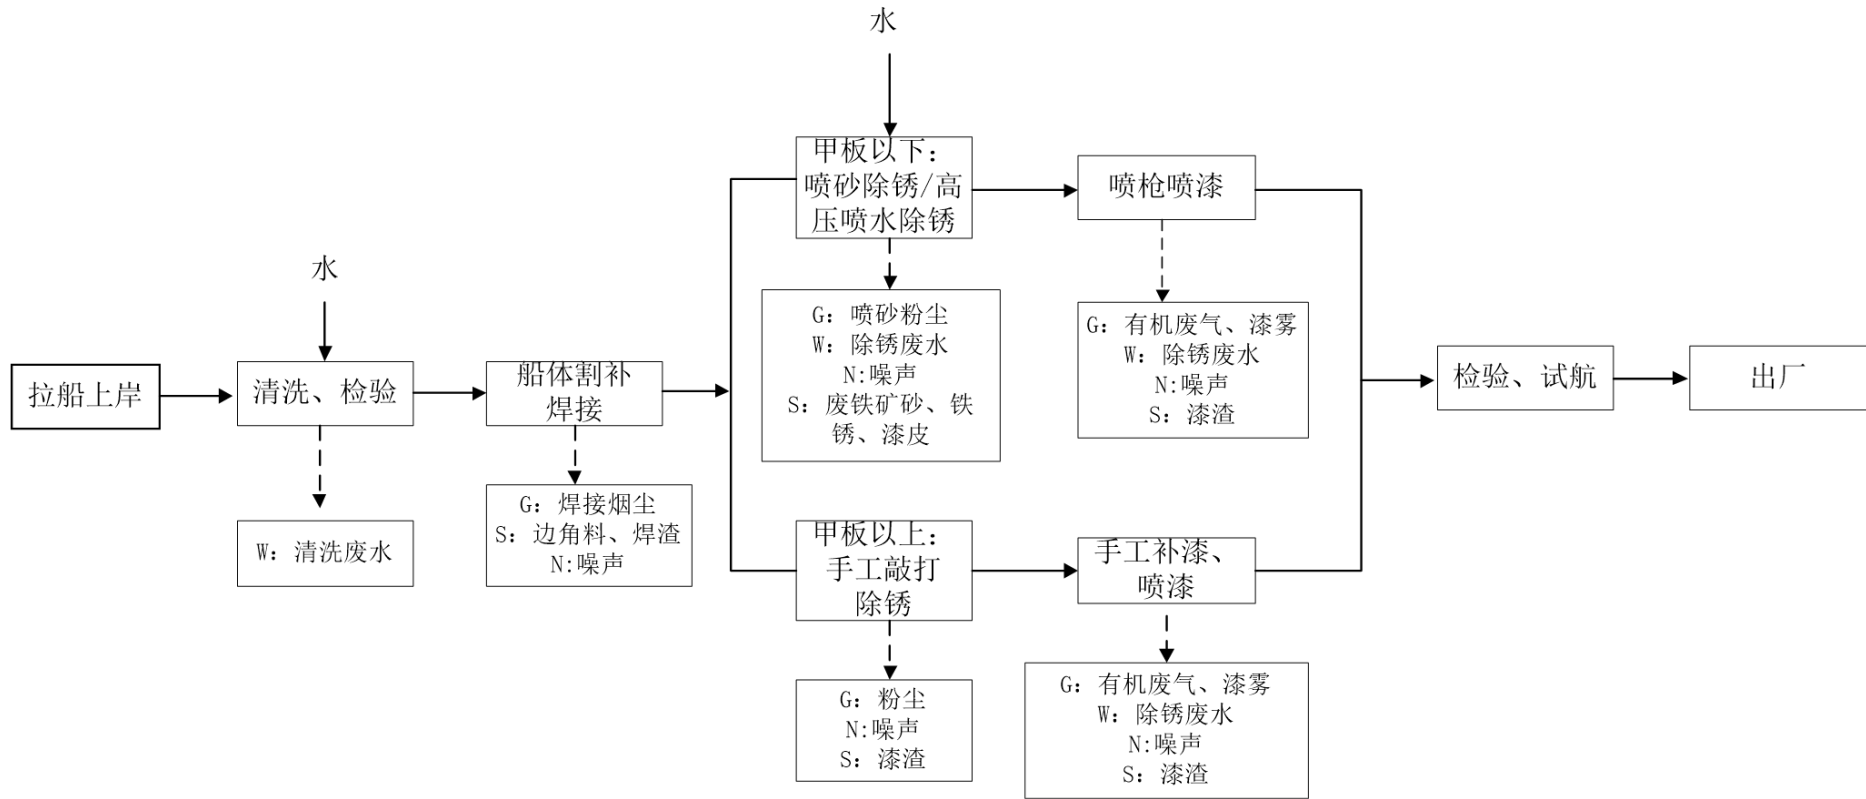 水
甲板以下：
喷砂除锈/高
压喷水除锈
喷枪喷漆
水
G：喷砂粉尘
W：除锈废水
N:噪声
S：废铁矿砂、铁
锈、漆皮
G：有机废气、漆雾
W：除锈废水
N:噪声
S：漆渣
拉船上岸
清洗、检验
船体割补
焊接
检验、试航
出厂
W：清洗废水
G：焊接烟尘
S：边角料、焊渣
N:噪声
甲板以上：
手工敲打
除锈
手工补漆、
喷漆
G：粉尘
N:噪声
S：漆渣
G：有机废气、漆雾
W：除锈废水
N:噪声
S：漆渣